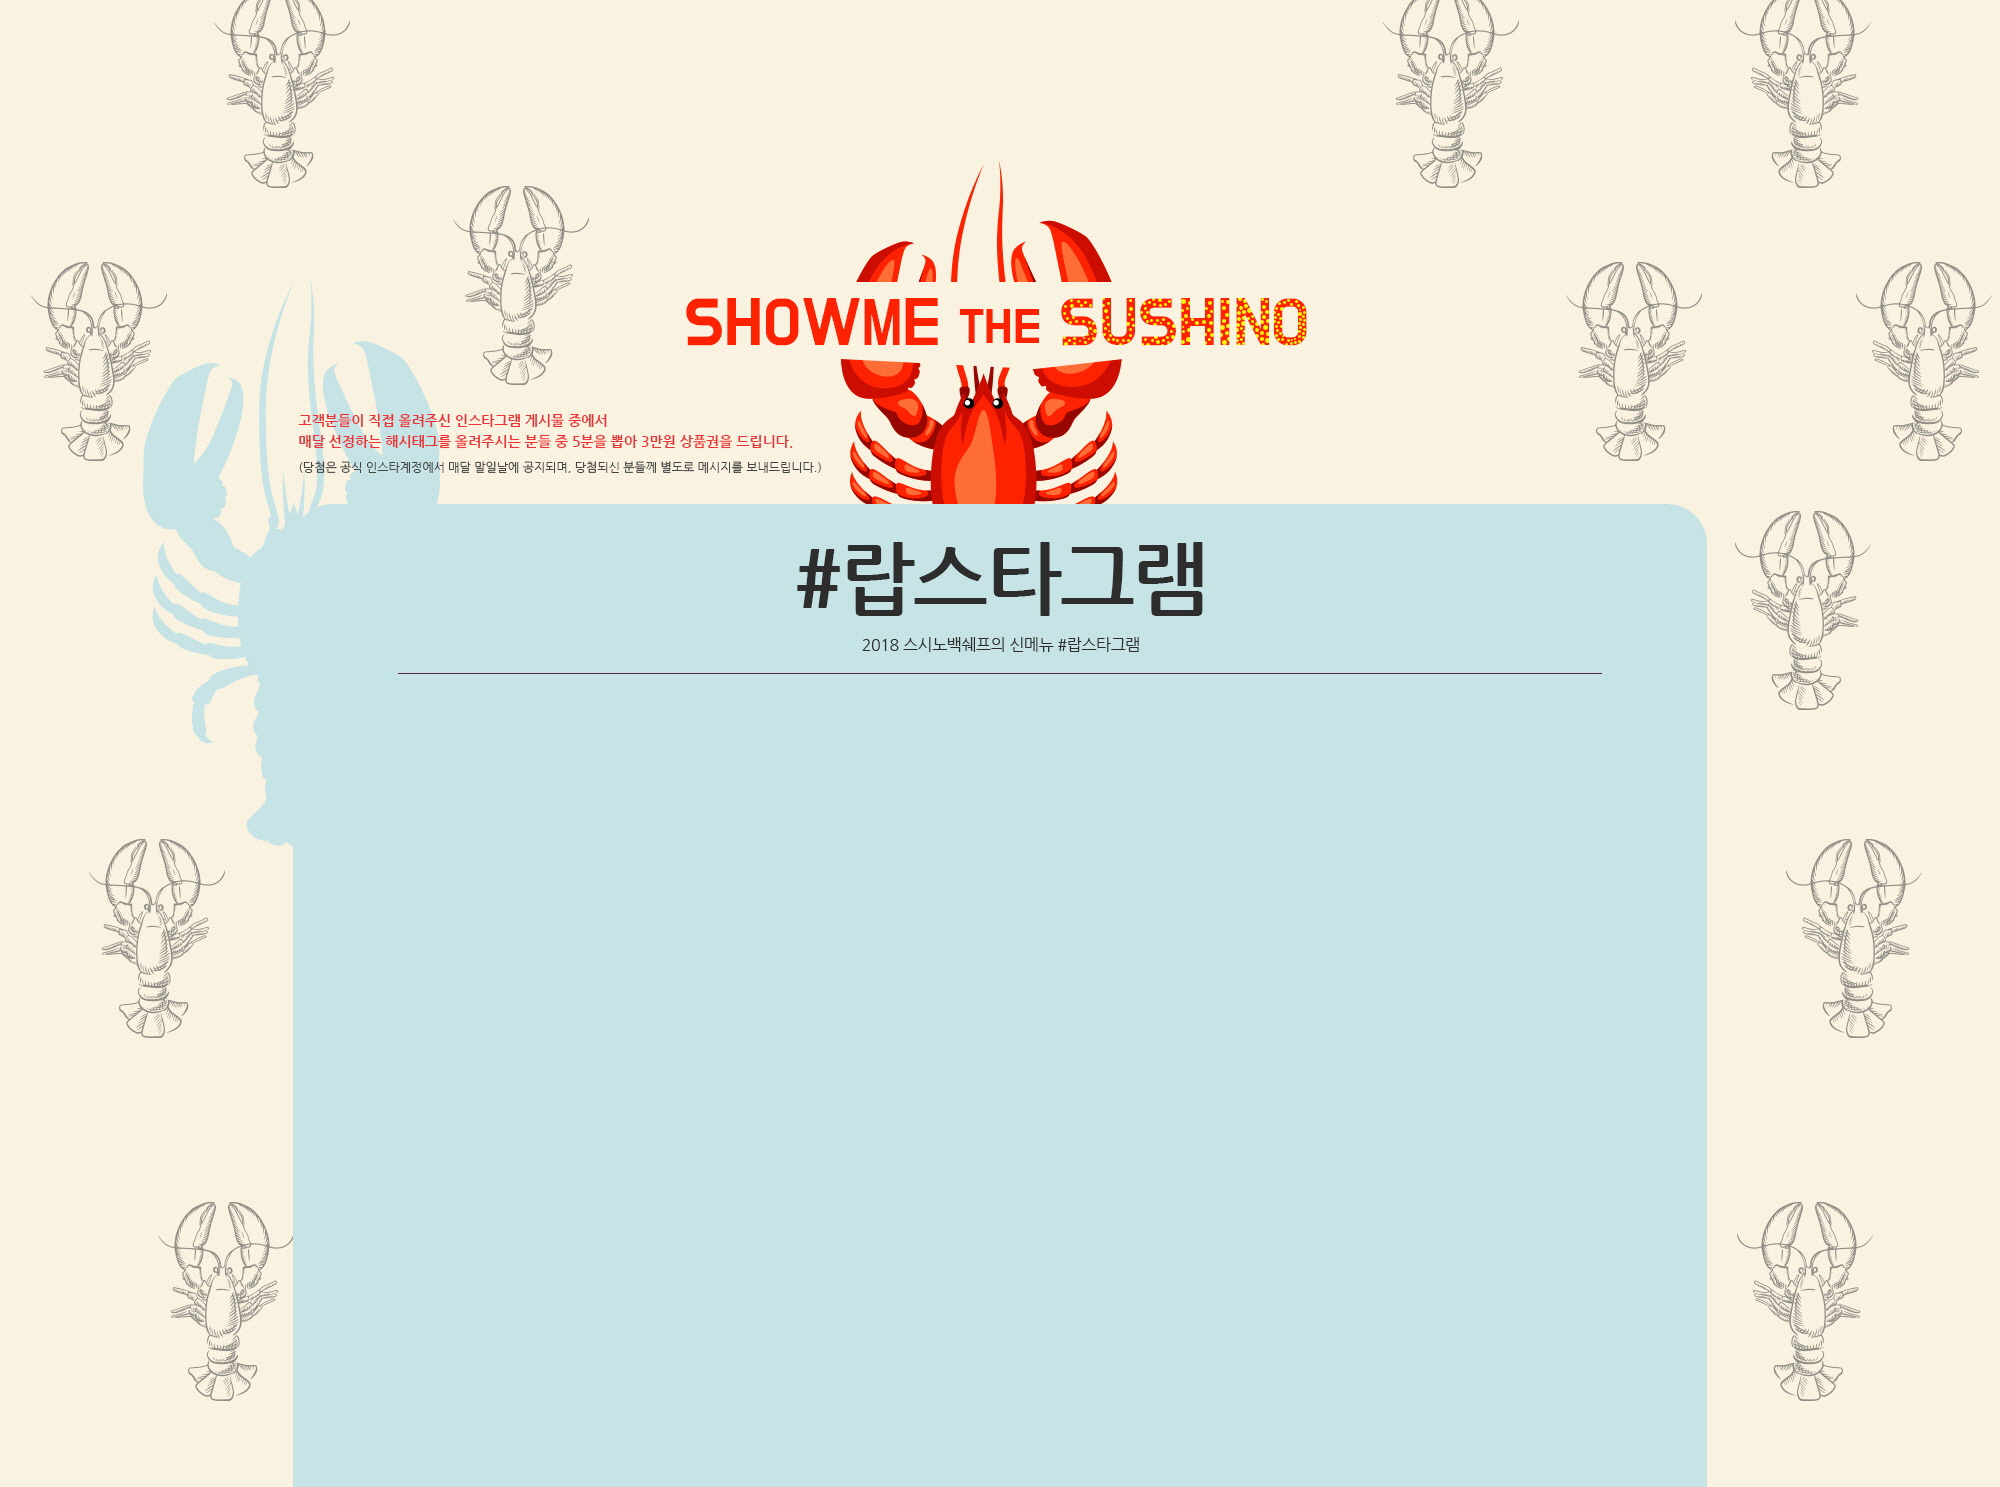 SHOWME THE SUSHINO
고객분들이 직접 올려주신 인스타그램 게시물 중에서
매달 선정하는 해시태그를 올려주시는 분들 중 5분을 뽑아 3만원 상품권을 드립니다.
(당첨은 공식 인스타계정에서 매달 말일날에 공지되며, 당첨되신 분들께 별도로 메시지를 보내드립니다.)
#랍스타그램
2018 스시노백쉐프의 신메뉴 #랍스타그램